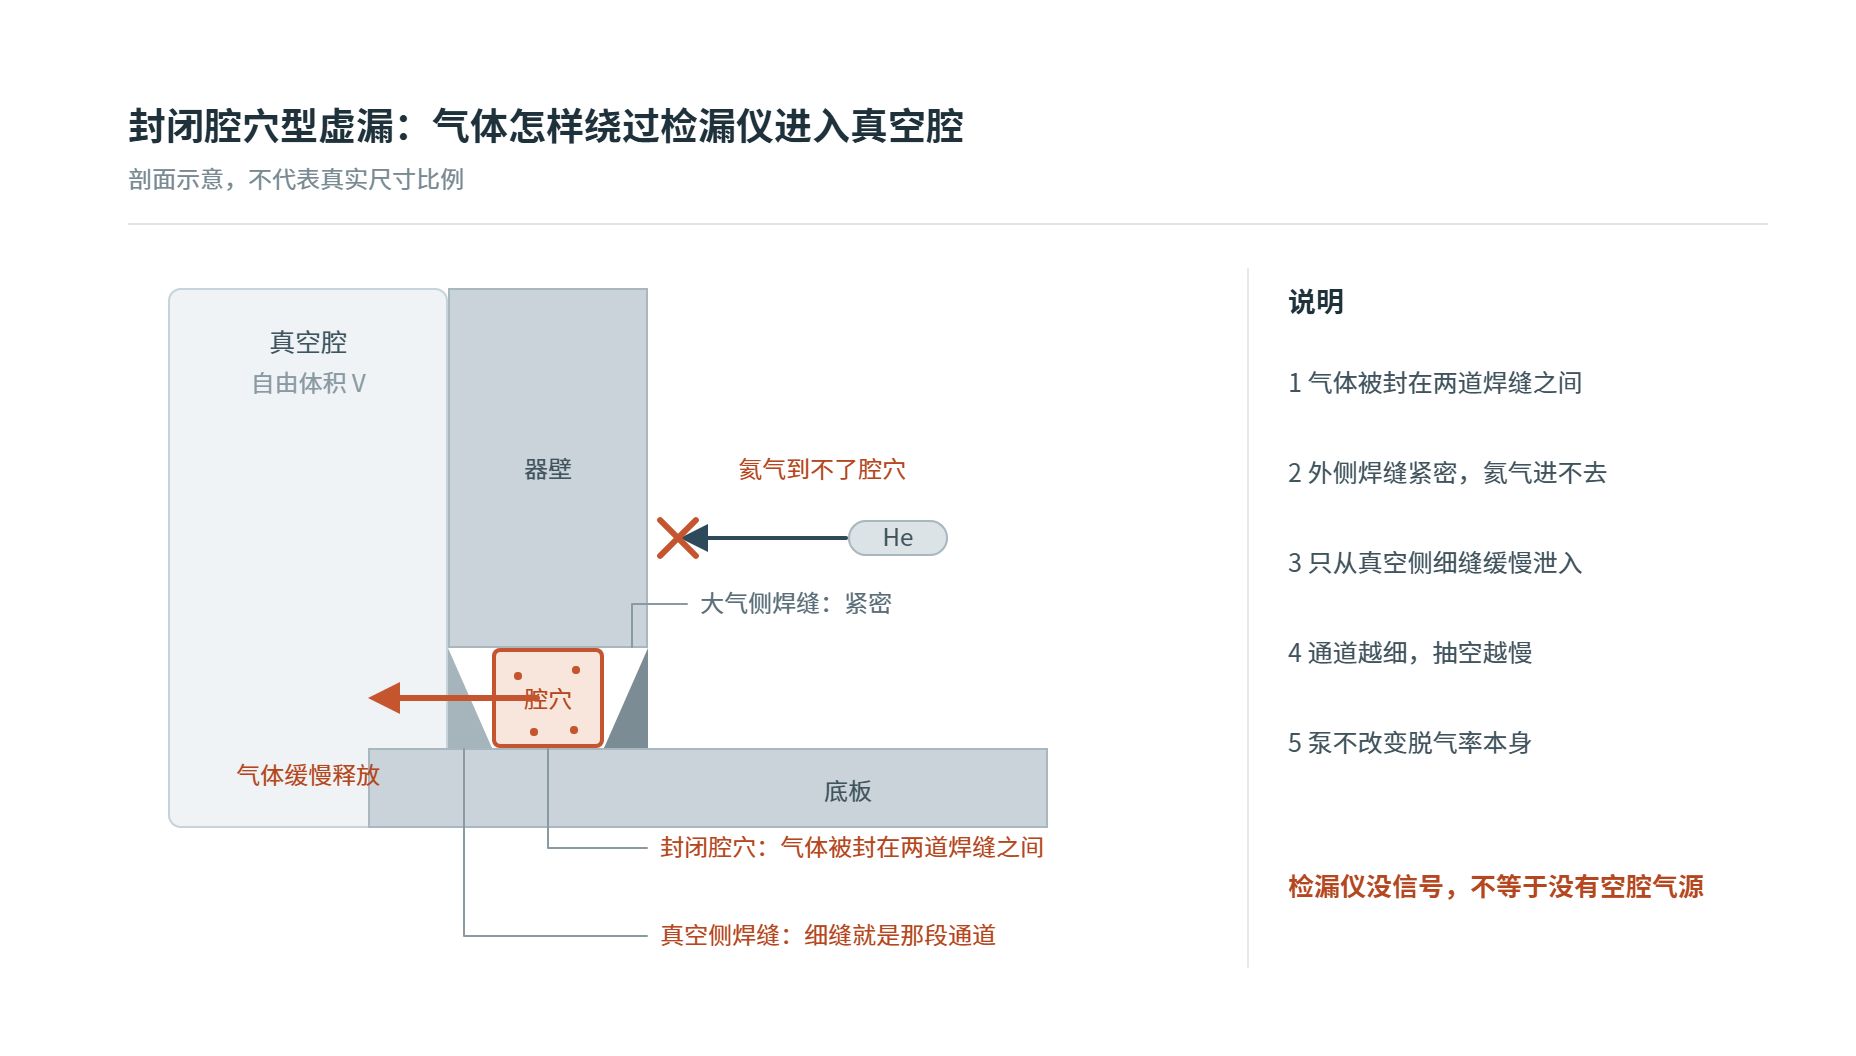 封闭腔穴型虚漏：气体怎样绕过检漏仪进入真空腔
剖面示意，不代表真实尺寸比例
真空腔
自由体积 V
器壁
氦气到不了腔穴
He
大气侧焊缝：紧密
腔穴
气体缓慢释放
底板
封闭腔穴：气体被封在两道焊缝之间
真空侧焊缝：细缝就是那段通道
说明
1 气体被封在两道焊缝之间
2 外侧焊缝紧密，氦气进不去
3 只从真空侧细缝缓慢泄入
4 通道越细，抽空越慢
5 泵不改变脱气率本身
检漏仪没信号，不等于没有空腔气源